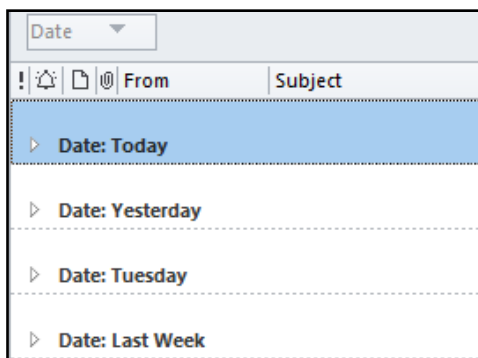 Date
! From Subject
Date: Today
Date: Yesterday
Date: Tuesday
Date: Last Week